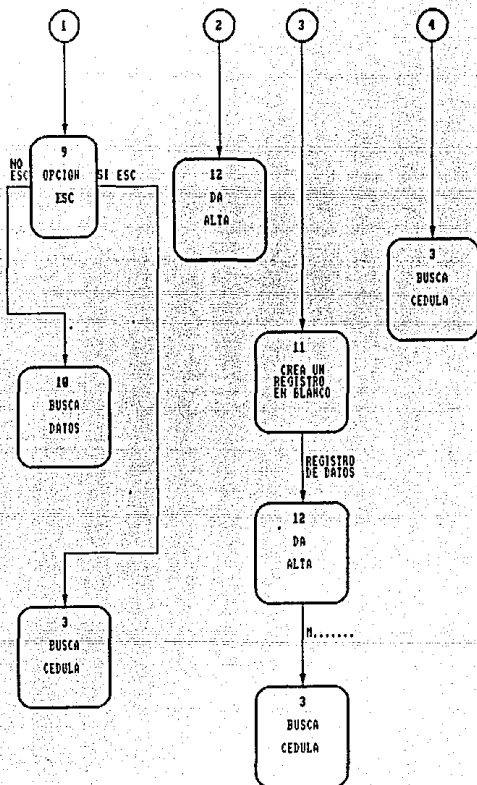 1
2
3
4
9
OPCION
ESC
NO
ESC
SI ESC
12
DA
ALTA
3
BUSCA
CEDULA
10
BUSCA
DATOS
11
CREA UN
REGISTRO
EN BLANCO
REGISTRO
DE DATOS
12
DA
ALTA
3
BUSCA
CEDULA
M.......
3
BUSCA
CEDULA